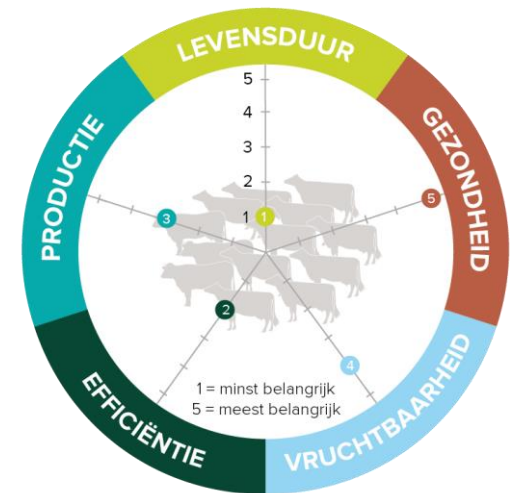 LEVENSDUUR
GEZONDHEID
VRUCHTBAARHEID
EFFICIËNTIE
PRODUCTIE
5
4
3
2
1
1
5
4
2
3
1 = minst belangrijk
5 = meest belangrijk